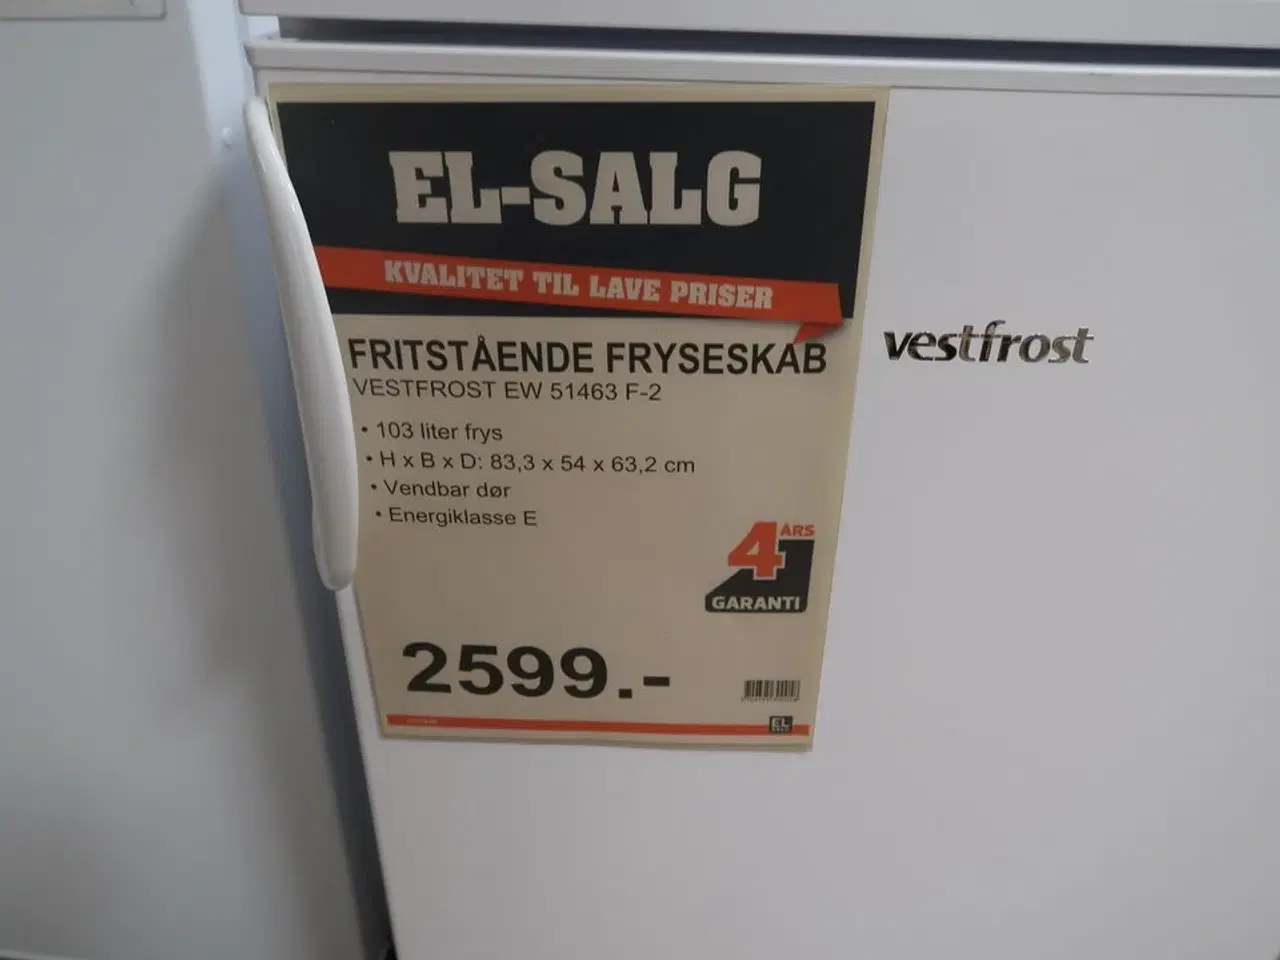 EL-SALG
KVALITET TIL LAVE PRISER
FRITSTÅENDE FRYSESKAB
VESTFROST EW 51463 F-2
• 103 liter frys
• H x B x D: 83,3 x 54 x 63,2 cm
• Vendbar dør
• Energiklasse E
4 ÅRS
GARANTI
2599.-
EL
vestfrost